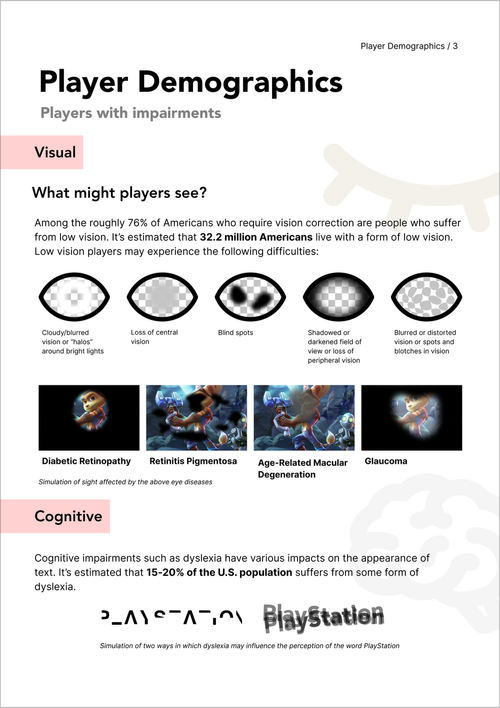 Player Demographics / 3
Player Demographics
Players with impairments
Visual
What might players see?
Among the roughly 76% of Americans who require vision correction are people who suffer
from low vision. It's estimated that 32.2 million Americans live with a form of low vision.
Low vision players may experience the following difficulties:
Cloudy/blurred
vision or "halos"
around bright lights
Loss of central
vision
Blind spots
Shadowed or
darkened field of
view or loss of
peripheral vision
Blurred or distorted
vision or spots and
blotches in vision
Diabetic Retinopathy
Retinitis Pigmentosa
Age-Related Macular
Degeneration
Glaucoma
Simulation of sight affected by the above eye diseases
Cognitive
Cognitive impairments such as dyslexia have various impacts on the appearance of
text. It's estimated that 15-20% of the U.S. population suffers from some form of
dyslexia.
PLAYSTATION
PlayStation
Simulation of two ways in which dyslexia may influence the perception of the word PlayStation